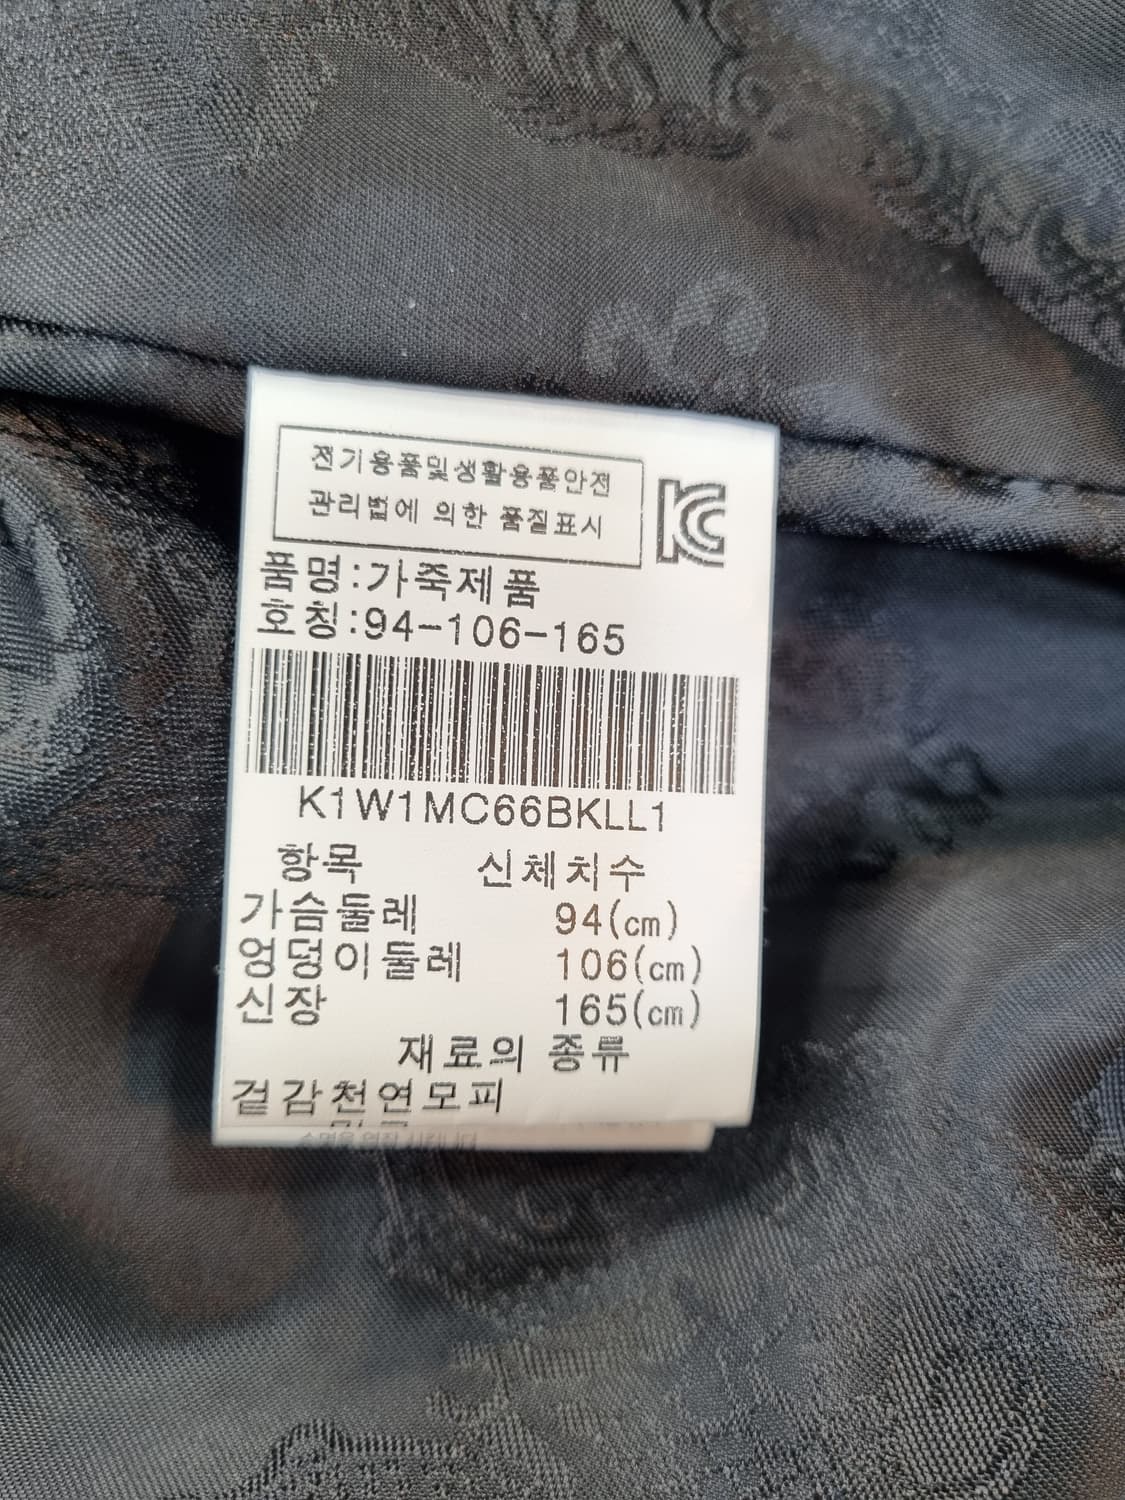 전기용품및생활용품안전
관리법에 의한 품질표시
KC
품명:가죽제품
호칭:94-106-165
K1W1MC66BKLL1
항목 신체치수
가슴둘레 94(cm)
엉덩이둘레 106(cm)
신장 165(cm)
재료의 종류
겉감천연모피